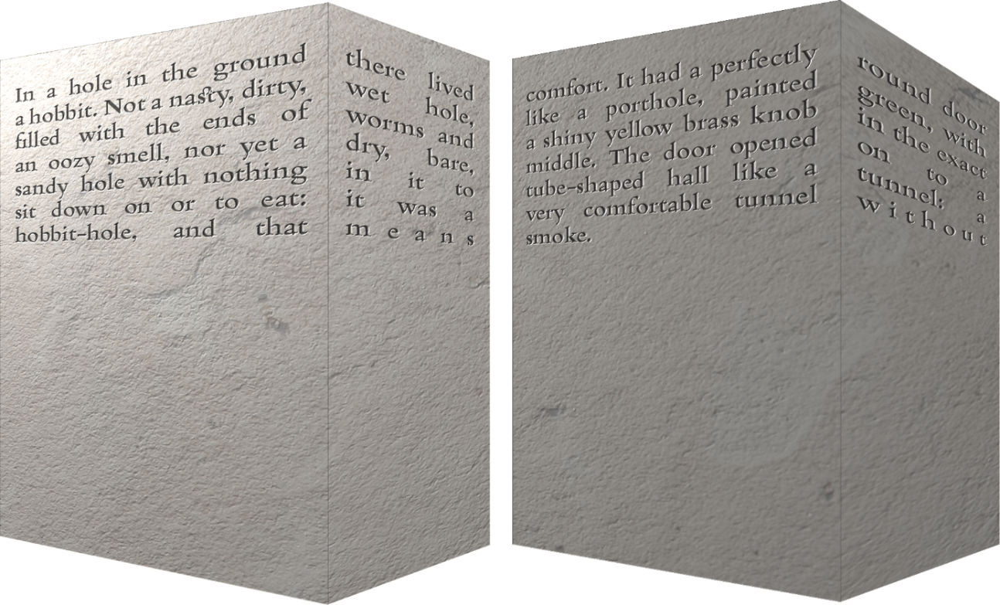 In a hole in the ground there lived
a hobbit. Not a nasty, dirty, wet hole,
filled with the ends of worms and
an oozy smell, nor yet a dry, bare,
sandy hole with nothing in it to
sit down on or to eat: it was a
hobbit-hole, and that means
comfort. It had a perfectly round door
like a porthole, painted green, with
a shiny yellow brass knob in the exact
middle. The door opened on to a
tube-shaped hall like a tunnel: a
very comfortable tunnel without
smoke.